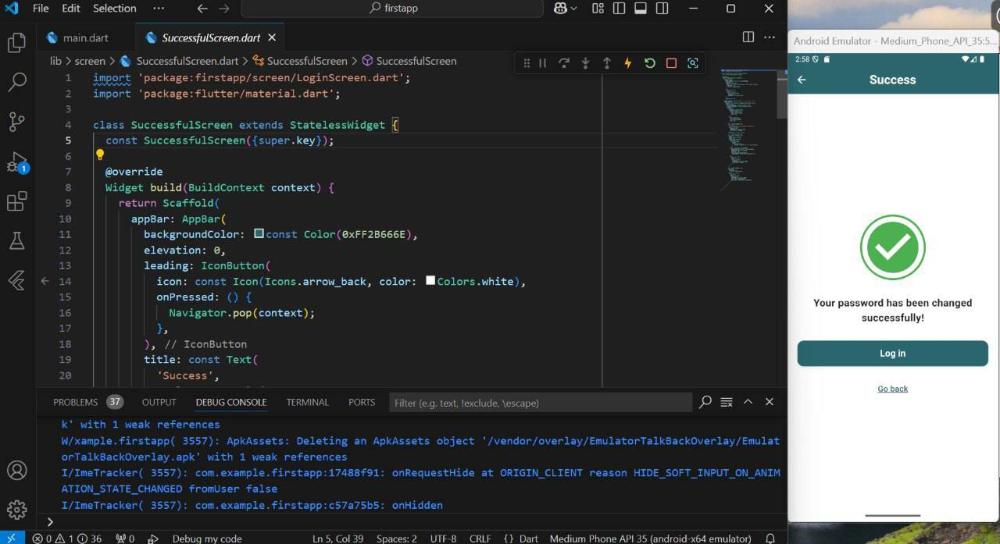 File Edit Selection ··· firstapp
main.dart SuccessfulScreen.dart
lib > screen > SuccessfulScreen.dart > SuccessfulScreen > SuccessfulScreen
1 import 'package:firstapp/screen/LoginScreen.dart';
2 import 'package:flutter/material.dart';
3
4 class SuccessfulScreen extends StatelessWidget {
5 const SuccessfulScreen({super.key});
6
7 @override
8 Widget build(BuildContext context) {
9 return Scaffold(
10 appBar: AppBar(
11 backgroundColor: const Color(0xFF2B666E),
12 elevation: 0,
13 leading: IconButton(
14 icon: const Icon(Icons.arrow_back, color: Colors.white),
15 onPressed: () {
16 Navigator.pop(context);
17 },
18 ), // IconButton
19 title: const Text(
20 'Success',
PROBLEMS 37 OUTPUT DEBUG CONSOLE TERMINAL PORTS Filter (e.g. text, !exclude, \escape)
k' with 1 weak references
W/xample.firstapp( 3557): ApkAssets: Deleting an ApkAssets object '/vendor/overlay/EmulatorTalkBackOverlay/Emulat
orTalkBackOverlay.apk' with 1 weak references
I/ImeTracker( 3557): com.example.firstapp:17488f91: onRequestHide at ORIGIN_CLIENT reason HIDE_SOFT_INPUT_ON_ANIM
ATION_STATE_CHANGED fromUser false
I/ImeTracker( 3557): com.example.firstapp:c57a75b5: onHidden
>
0 1 36 0 Debug my code Ln 5, Col 39 Spaces: 2 UTF-8 CRLF {} Dart Medium Phone API 35 (android-x64 emulator)
1
Android Emulator - Medium_Phone_API_35:5...
2:58
Success
Your password has been changed
successfully!
Log in
Go back